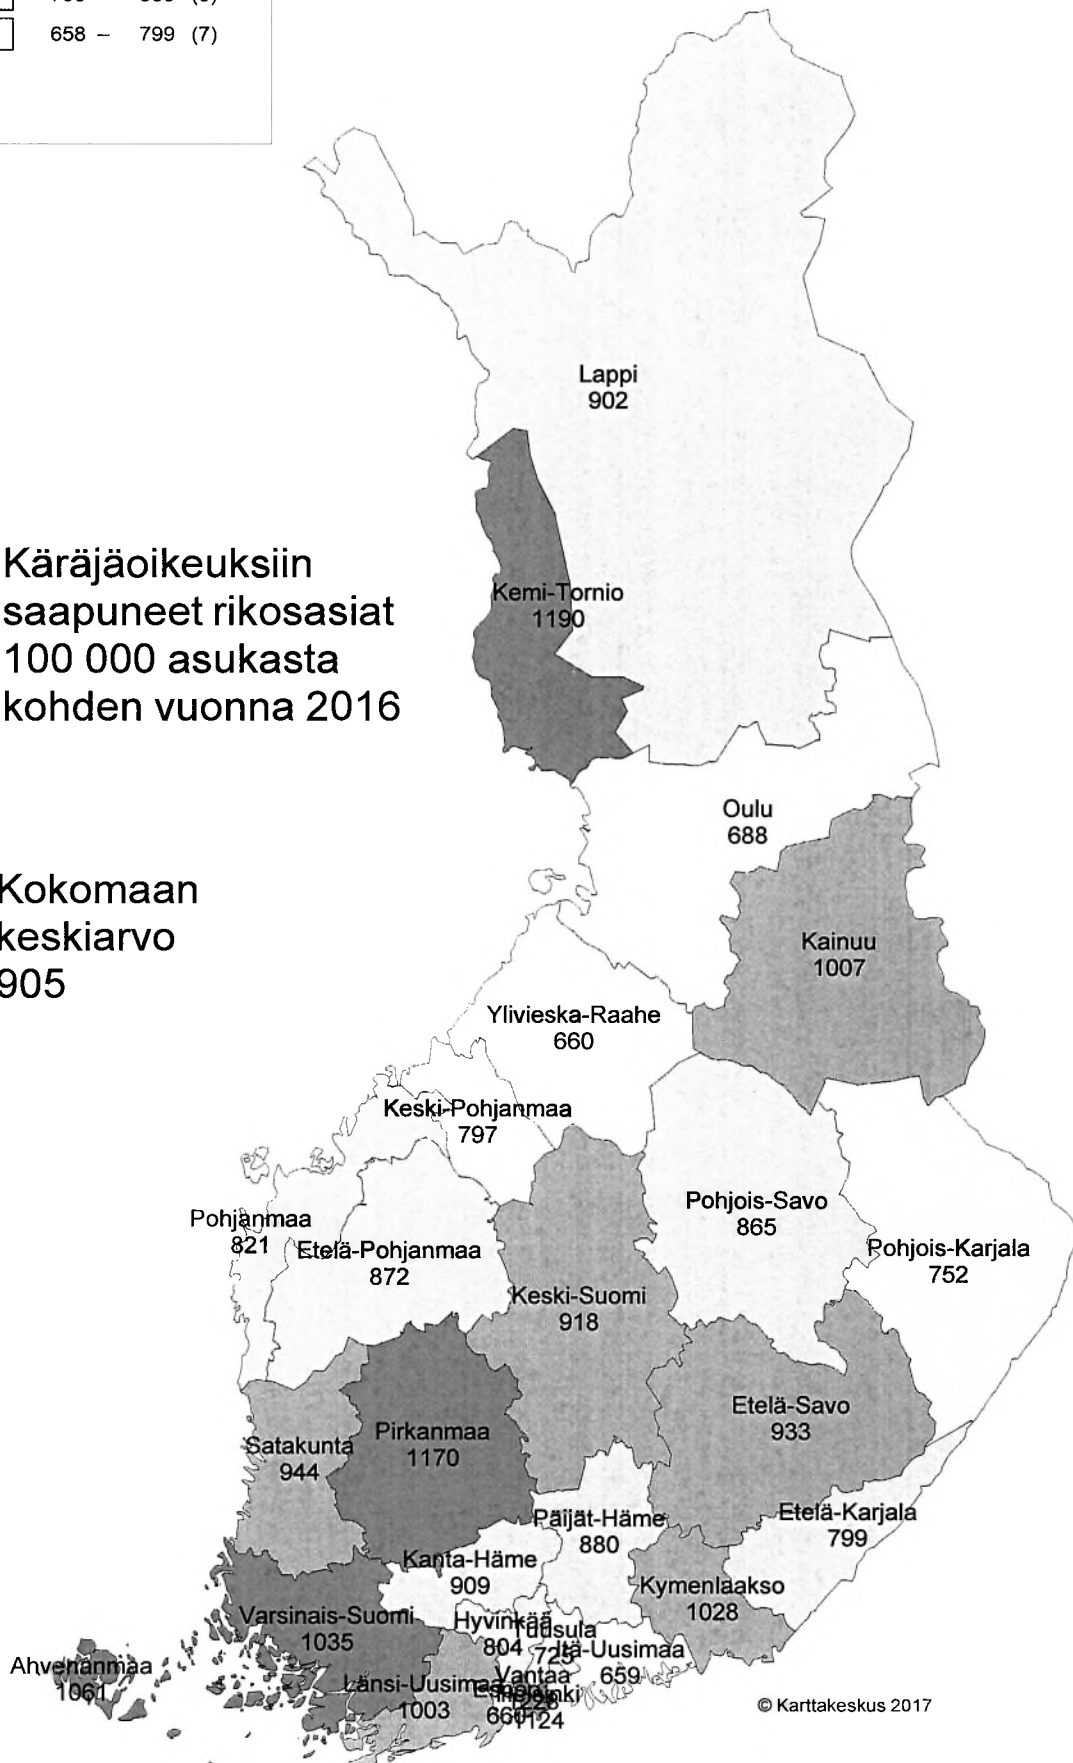 658 – 799 (7)
Lappi
902
Kemi-Tornio
1190
Käräjäoikeuksiin
saapuneet rikosasiat
100 000 asukasta
kohden vuonna 2016
Oulu
688
Kokomaan
keskiarvo
905
Kainuu
1007
Ylivieska-Raahe
660
Keski-Pohjanmaa
797
Pohjois-Savo
865
Pohjanmaa
821
Etelä-Pohjanmaa
872
Pohjois-Karjala
752
Keski-Suomi
918
Etelä-Savo
933
Pirkanmaa
1170
Satakunta
944
Päijät-Häme
880
Etelä-Karjala
799
Kanta-Häme
909
Kymenlaakso
1028
Varsinais-Suomi
1035
Hyvinkää
804
Tuusula
725
Itä-Uusimaa
659
Ahvenanmaa
1061
Länsi-Uusimaa
1003
Vantaa
1124
© Karttakeskus 2017